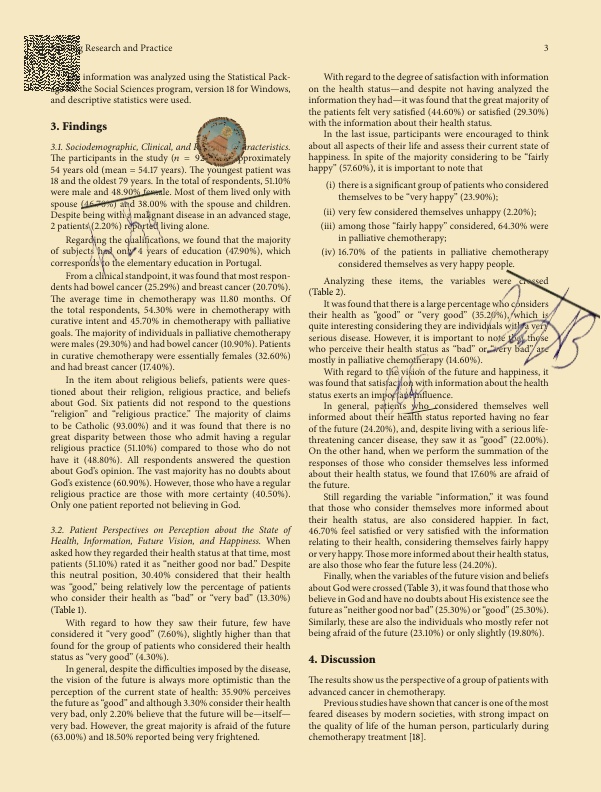 Research and Practice
3
information was analyzed using the Statistical Pack-
the Social Sciences program, version 18 for Windows,
and descriptive statistics were used.
3. Findings
3.1. Sociodemographic, Clinical, and
The participants in the study (n = 92 approximately
54 years old (mean = 54.17 years). The youngest patient was
18 and the oldest 79 years. In the total of respondents, 51.10%
were male and 48.90% female. Most of them lived only with
spouse (46.70%) and 38.00% with the spouse and children.
Despite being with malignant disease in an advanced stage,
2 patients (2.20%) reported living alone.
Regarding the qualifications, we found that the majority
of subjects had only 4 years of education (47.90%), which
corresponds to the elementary education in Portugal.
From a clinical standpoint, it was found that most respon-
dents had bowel cancer (25.29%) and breast cancer (20.70%).
The average time in chemotherapy was 11.80 months. Of
the total respondents, 54.30% were in chemotherapy with
curative intent and 45.70% in chemotherapy with palliative
goals. The majority of individuals in palliative chemotherapy
were males (29.30%) and had bowel cancer (10.90%). Patients
in curative chemotherapy were essentially females (32.60%)
and had breast cancer (17.40%).
In the item about religious beliefs, patients were ques-
tioned about their religion, religious practice, and beliefs
about God. Six patients did not respond to the questions
“religion” and “religious practice.” The majority of claims
to be Catholic (93.00%) and it was found that there is no
great disparity between those who admit having a regular
religious practice (51.10%) compared to those who do not
have it (48.80%). All respondents answered the question
about God’s opinion. The vast majority has no doubts about
God’s existence (60.90%). However, those who have a regular
religious practice are those with more certainty (40.50%).
Only one patient reported not believing in God.
3.2. Patient Perspectives on Perception about the State of
Health, Information, Future Vision, and Happiness. When
asked how they regarded their health status at that time, most
patients (51.10%) rated it as “neither good nor bad.” Despite
this neutral position, 30.40% considered that their health
was “good,” being relatively low the percentage of patients
who consider their health as “bad” or “very bad” (13.30%)
(Table 1).
With regard to how they saw their future, few have
considered it “very good” (7.60%), slightly higher than that
found for the group of patients who considered their health
status as “very good” (4.30%).
In general, despite the difficulties imposed by the disease,
the vision of the future is always more optimistic than the
perception of the current state of health: 35.90% perceives
the future as “good” and although 3.30% consider their health
very bad, only 2.20% believe that the future will be—itself—
very bad. However, the great majority is afraid of the future
(63.00%) and 18.50% reported being very frightened.
With regard to the degree of satisfaction with information
on the health status—and despite not having analyzed the
information they had—it was found that the great majority of
the patients felt very satisfied (44.60%) or satisfied (29.30%)
with the information about their health status.
In the last issue, participants were encouraged to think
about all aspects of their life and assess their current state of
happiness. In spite of the majority considering to be “fairly
happy” (57.60%), it is important to note that
(i) there is a significant group of patients who considered
themselves to be “very happy” (23.90%);
(ii) very few considered themselves unhappy (2.20%);
(iii) among those “fairly happy” considered, 64.30% were
in palliative chemotherapy;
(iv) 16.70% of the patients in palliative chemotherapy
considered themselves as very happy people.
Analyzing these items, the variables were crossed
(Table 2).
It was found that there is a large percentage who considers
their health as “good” or “very good” (35.20%), which is
quite interesting considering they are individuals with a very
serious disease. However, it is important to note that those
who perceive their health status as “bad” or “very bad” are
mostly in palliative chemotherapy (14.60%).
With regard to the vision of the future and happiness, it
was found that satisfaction with information about the health
status exerts an important influence.
In general, patients who considered themselves well
informed about their health status reported having no fear
of the future (24.20%), and, despite living with a serious life-
threatening cancer disease, they saw it as “good” (22.00%).
On the other hand, when we perform the summation of the
responses of those who consider themselves less informed
about their health status, we found that 17.60% are afraid of
the future.
Still regarding the variable “information,” it was found
that those who consider themselves more informed about
their health status, are also considered happier. In fact,
46.70% feel satisfied or very satisfied with the information
relating to their health, considering themselves fairly happy
or very happy. Those more informed about their health status,
are also those who fear the future less (24.20%).
Finally, when the variables of the future vision and beliefs
about God were crossed (Table 3), it was found that those who
believe in God and have no doubts about His existence see the
future as “neither good nor bad” (25.30%) or “good” (25.30%).
Similarly, these are also the individuals who mostly refer not
being afraid of the future (23.10%) or only slightly (19.80%).
4. Discussion
The results show us the perspective of a group of patients with
advanced cancer in chemotherapy.
Previous studies have shown that cancer is one of the most
feared diseases by modern societies, with strong impact on
the quality of life of the human person, particularly during
chemotherapy treatment [18].